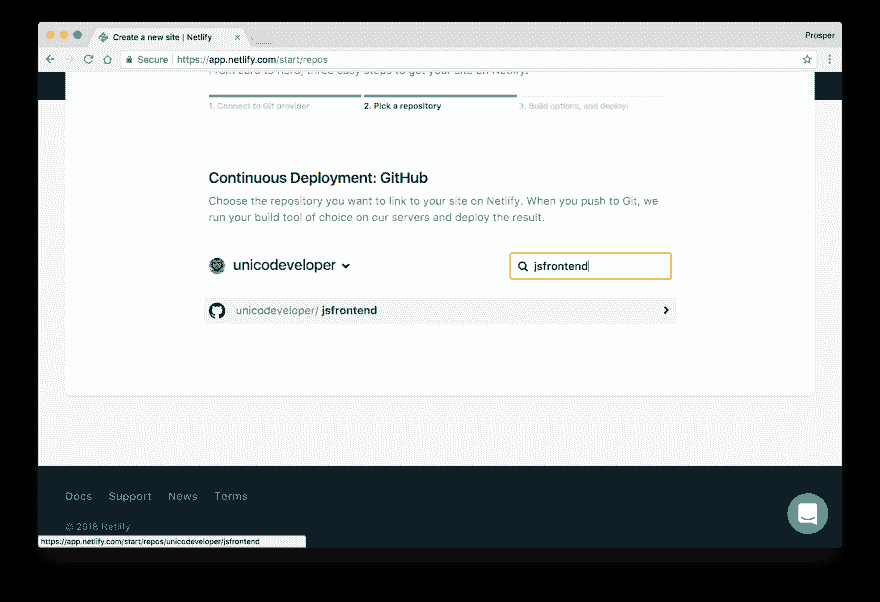 Create a new site | Netlify
Prosper
Secure https://app.netlify.com/start/repos
From zero to hero, three easy steps to get your site on Netlify.
1. Connect to Git provider 2. Pick a repository 3. Build options, and deploy!
Continuous Deployment: GitHub
Choose the repository you want to link to your site on Netlify. When you push to Git, we
run your build tool of choice on our servers and deploy the result.
unicodeveloper jsfrontend
unicodeveloper/ jsfrontend
Docs Support News Terms
© 2018 Netlify
https://app.netlify.com/start/repos/unicodeveloper/jsfrontend